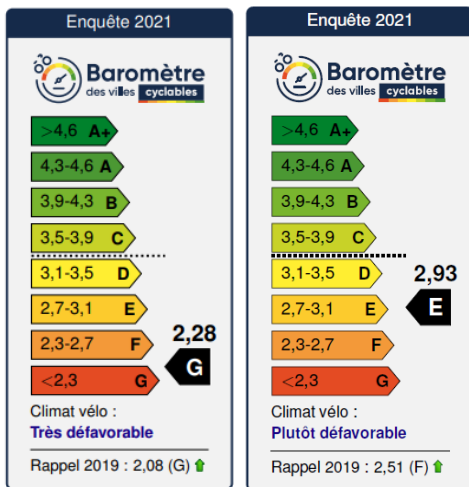 Enquête 2021
Baromètre
des villes cyclables
>4,6 A+
4,3-4,6 A
3,9-4,3 B
3,5-3,9 C
3,1-3,5 D
2,7-3,1 E
2,3-2,7 F
<2,3 G
2,28
G
Climat vélo :
Très défavorable
Rappel 2019 : 2,08 (G)
Enquête 2021
Baromètre
des villes cyclables
>4,6 A+
4,3-4,6 A
3,9-4,3 B
3,5-3,9 C
3,1-3,5 D
2,7-3,1 E
2,3-2,7 F
<2,3 G
2,93
E
Climat vélo :
Plutôt défavorable
Rappel 2019 : 2,51 (F)